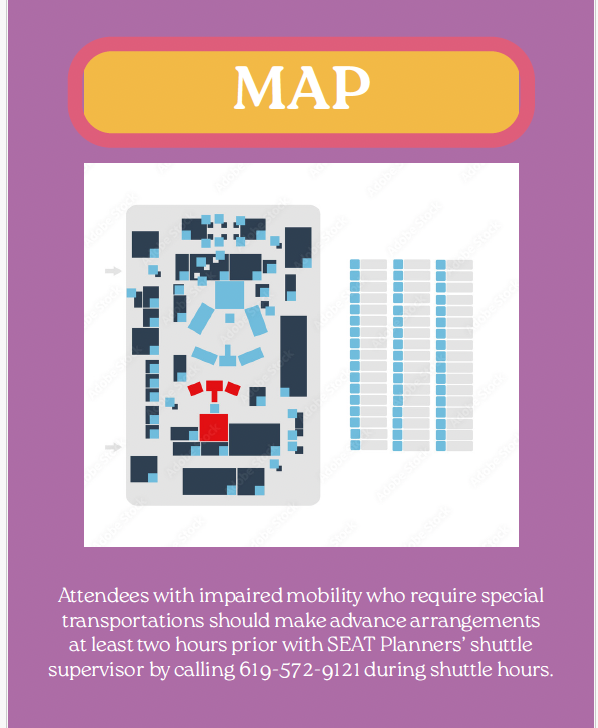 MAP
Attendees with impaired mobility who require special
transportations should make advance arrangements
at least two hours prior with SEAT Planners' shuttle
supervisor by calling 619-572-9121 during shuttle hours.